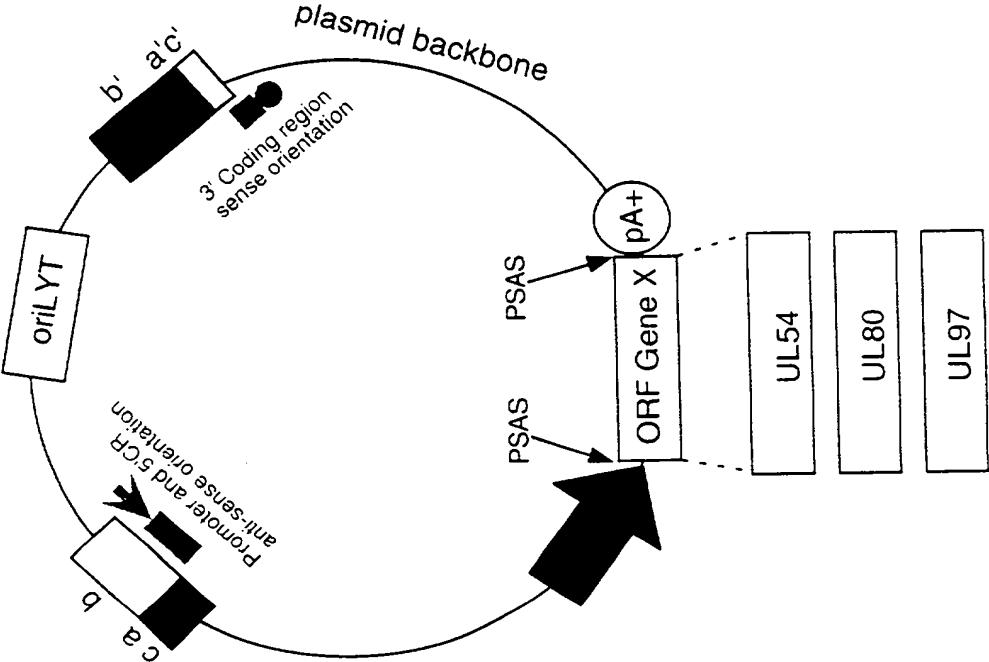 plasmid backbone
b' a'c'
3' Coding region
sense orientation
oriLYT
Promoter and 5'CR
anti-sense orientation
b
c a
PSAS
PSAS
pA+
ORF Gene X
UL54
UL80
UL97